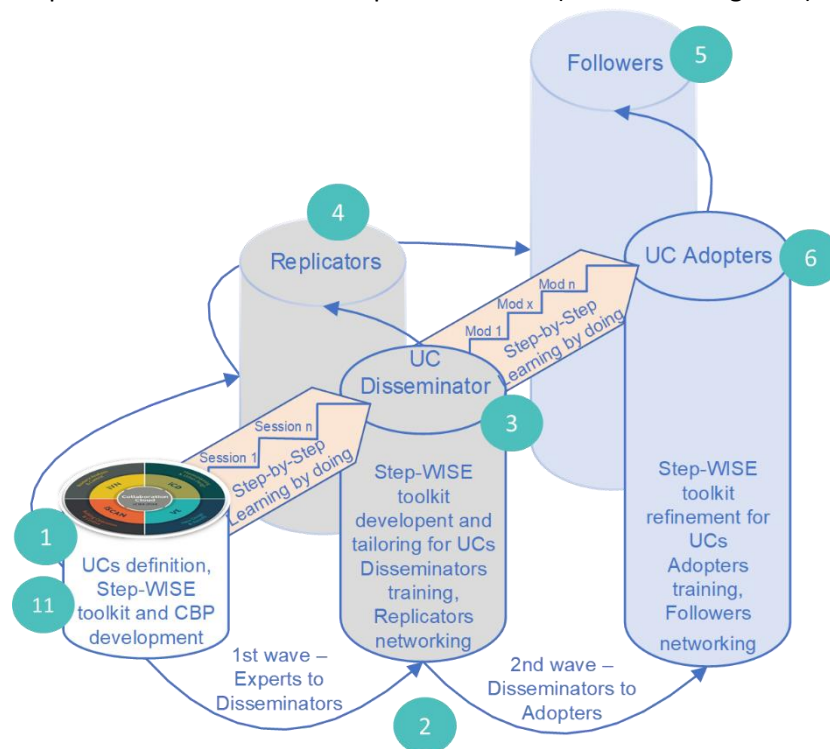 5
Followers
4
Replicators
UC Adopters
6
Mod 1
Mod x
Mod n
Step-by-Step
Learning by doing
UC
Disseminator
3
Session 1
Session n
Step-by-Step
Learning by doing
Collaboration
cloud
1
UCs definition,
Step-WISE
toolkit and CBP
development
11
Step-WISE
toolkit
developent and
tailoring for UCs
Disseminators
training,
Replicators
networking
Step-WISE
toolkit
refinement for
UCs
Adopters
training,
Followers
networking
1st wave –
Experts to
Disseminators
2
2nd wave –
Disseminators to
Adopters